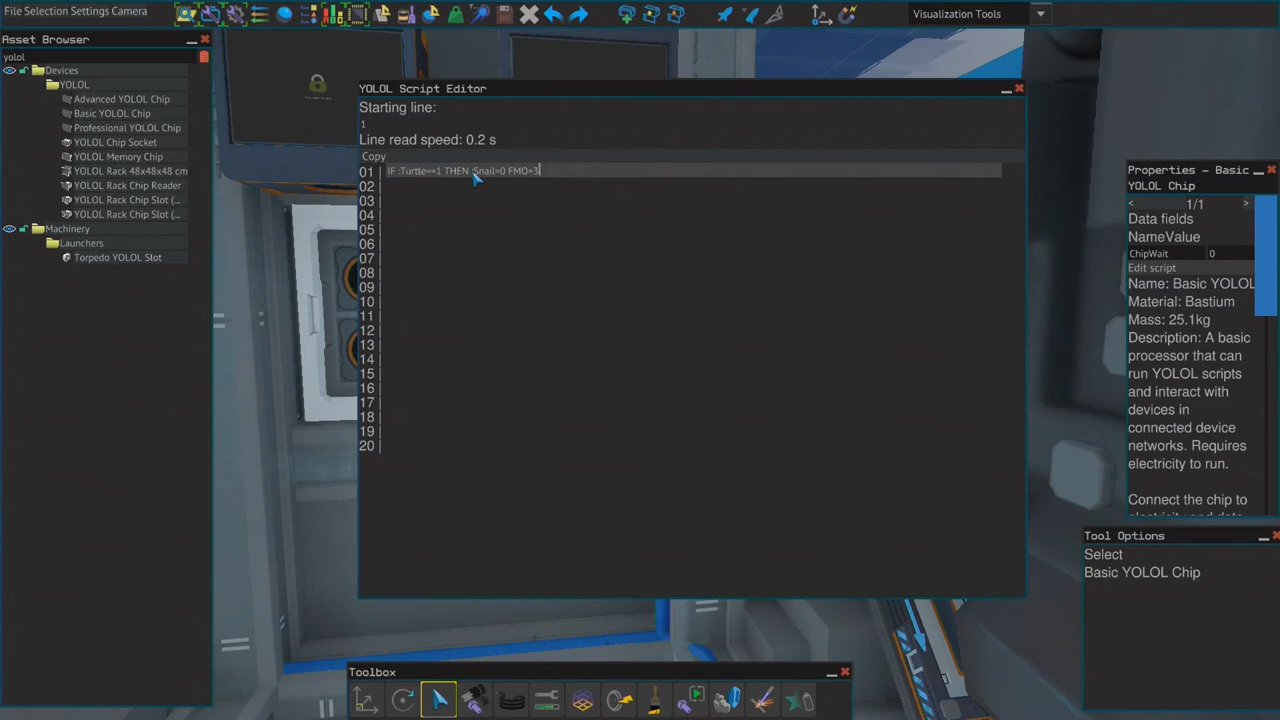 File Selection Settings Camera
Visualization Tools
Asset Browser
yolol
Devices
YOLOL
Advanced YOLOL Chip
Basic YOLOL Chip
Professional YOLOL Chip
YOLOL Chip Socket
YOLOL Memory Chip
YOLOL Rack 48x48x48 cm
YOLOL Rack Chip Reader
YOLOL Rack Chip Slot (...
YOLOL Rack Chip Slot (...
Machinery
Launchers
Torpedo YOLOL Slot
YOLOL Script Editor
Starting line:
1
Line read speed: 0.2 s
Copy
01 | IF :Turtle==1 THEN :Snail=0 FMO=3
02 |
03 |
04 |
05 |
06 |
07 |
08 |
09 |
10 |
11 |
12 |
13 |
14 |
15 |
16 |
17 |
18 |
19 |
20 |
Properties - Basic
YOLOL Chip
< 1/1 >
Data fields
NameValue
ChipWait 0
Edit script
Name: Basic YOLOL
Material: Bastium
Mass: 25.1kg
Description: A basic
processor that can
run YOLOL scripts
and interact with
devices in
connected device
networks. Requires
electricity to run.
Connect the chip to
Tool Options
Select
Basic YOLOL Chip
Toolbox